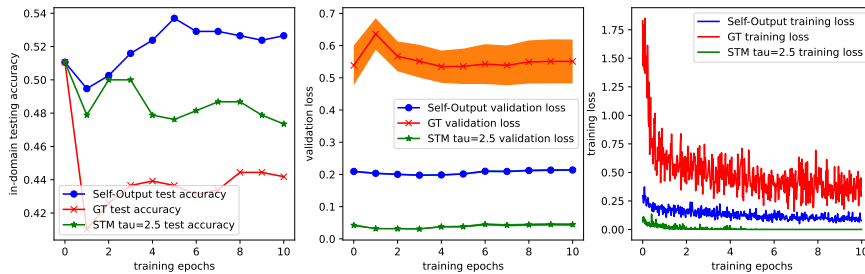 in-domain testing accuracy
0.54
0.52
0.50
0.48
0.46
0.44
0.42
Self-Output test accuracy
GT test accuracy
STM tau=2.5 test accuracy
0 2 4 6 8 10
training epochs
validation loss
0.7
0.6
0.5
0.4
0.3
0.2
0.1
0.0
Self-Output validation loss
GT validation loss
STM tau=2.5 validation loss
0 2 4 6 8 10
training epochs
training loss
1.75
1.50
1.25
1.00
0.75
0.50
0.25
0.00
Self-Output training loss
GT training loss
STM tau=2.5 training loss
0 2 4 6 8 10
training epochs